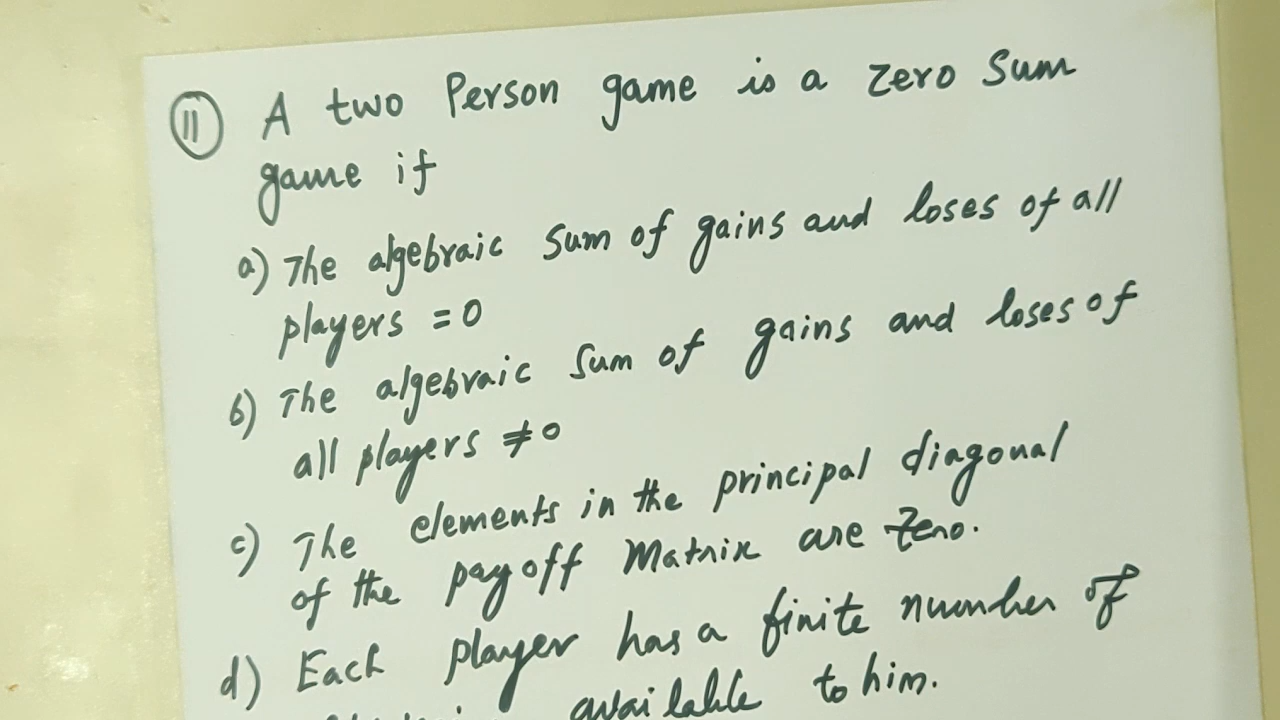 11 A two Person game is a zero Sum
game if
a) The algebraic Sum of gains and loses of all
players = 0
b) The algebraic Sum of gains and loses of
all players ≠ 0
c) The elements in the principal diagonal
of the payoff Matrix are zero.
d) Each player has a finite number of
available to him.